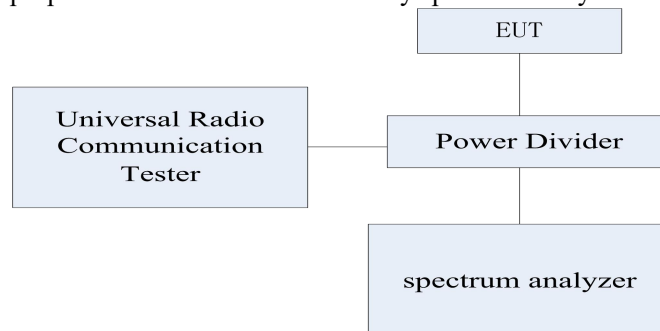 EUT
Universal Radio
Communication
Tester
Power Divider
spectrum analyzer